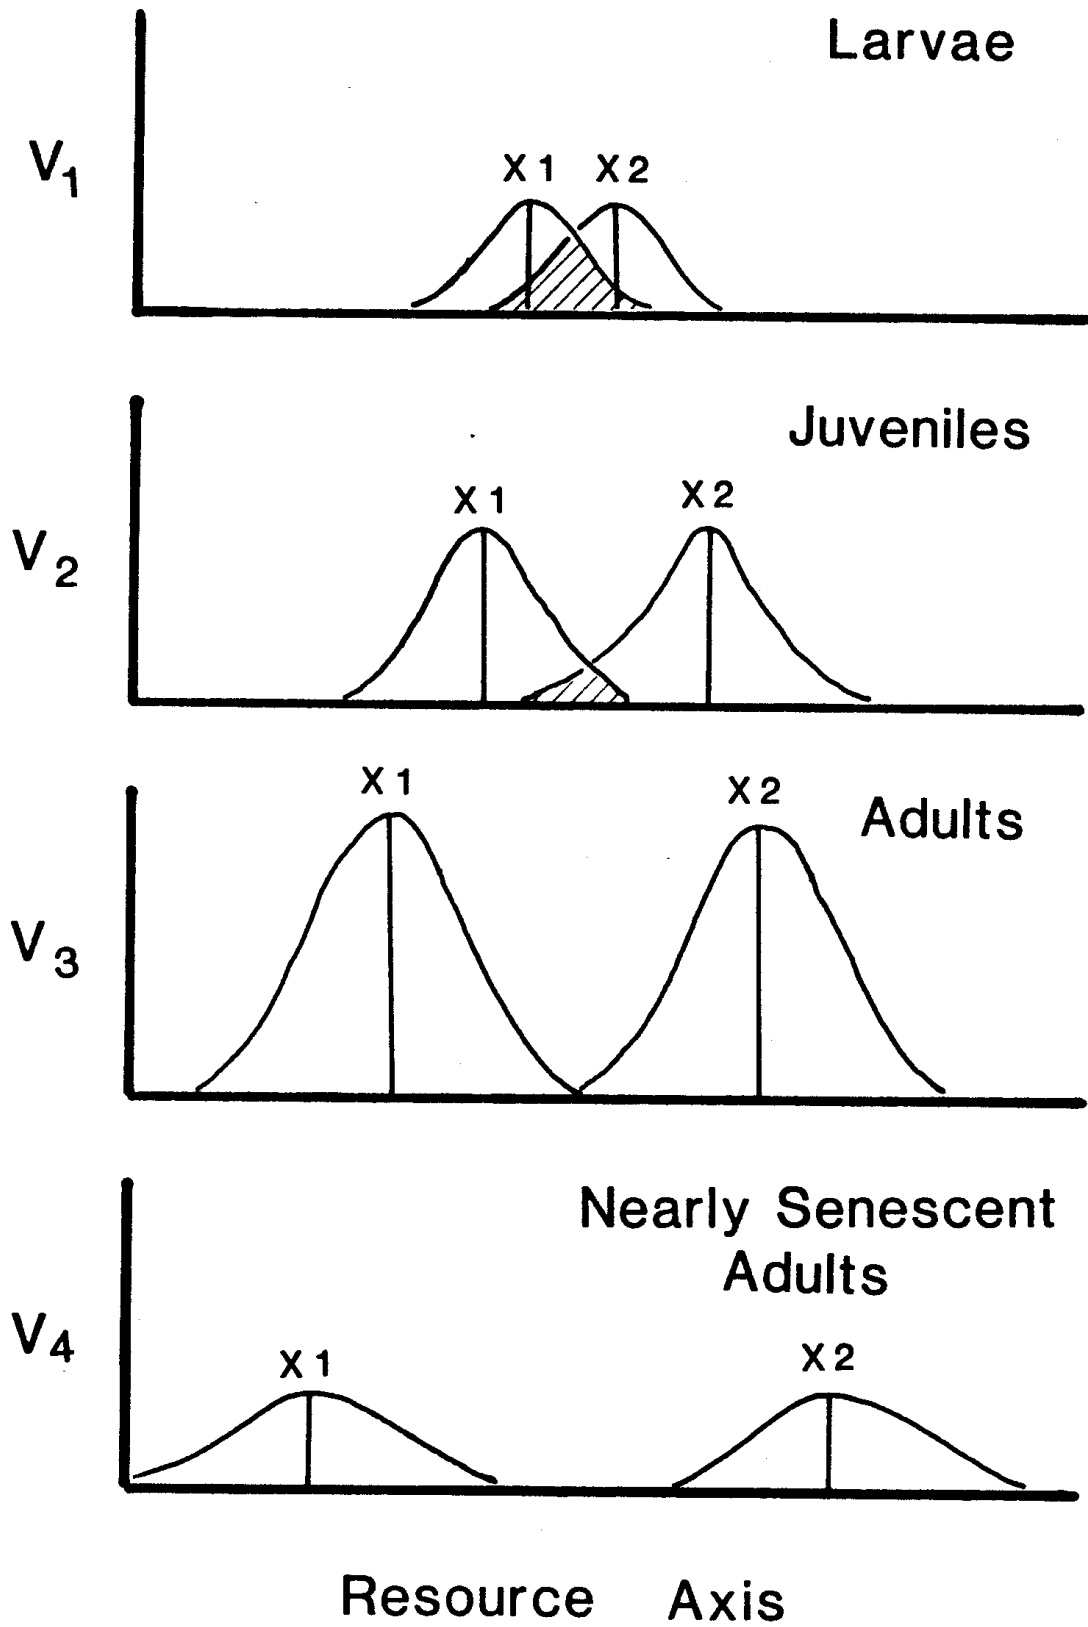 Larvae
V1
X1 X2
Juveniles
V2
X1 X2
Adults
V3
X1 X2
Nearly Senescent
Adults
V4
X1 X2
Resource Axis